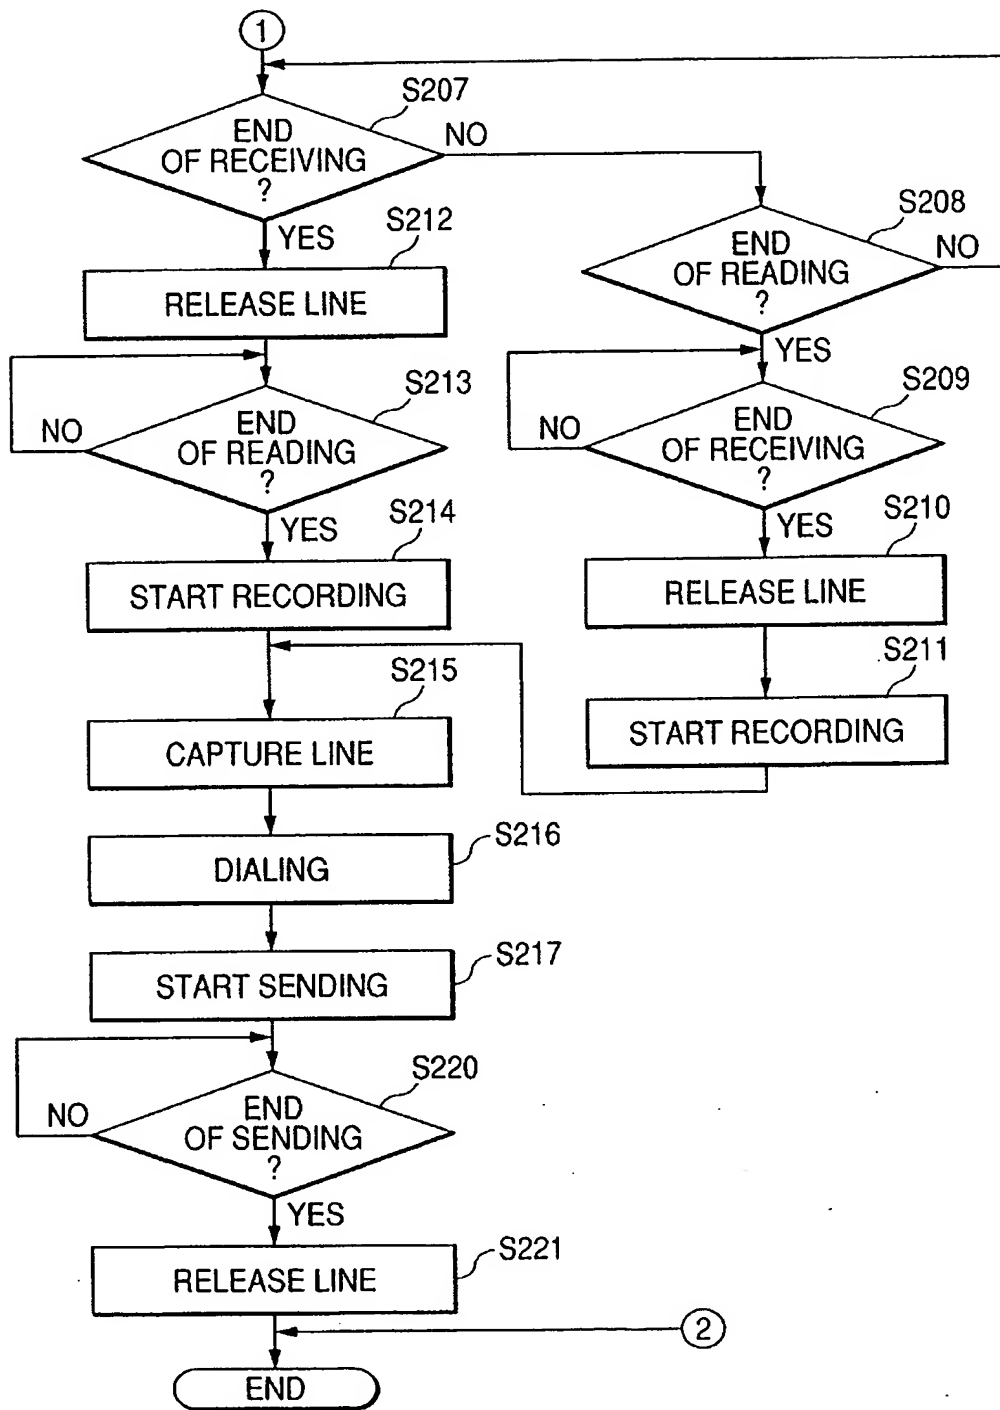 1
S207
END
OF RECEIVING
?
NO
YES
S212
RELEASE LINE
S213
END
OF READING
?
NO
YES
S214
START RECORDING
S208
END
OF READING
?
NO
YES
S209
END
OF RECEIVING
?
NO
YES
S210
RELEASE LINE
S211
START RECORDING
S215
CAPTURE LINE
S216
DIALING
S217
START SENDING
S220
END
OF SENDING
?
NO
YES
S221
RELEASE LINE
2
END